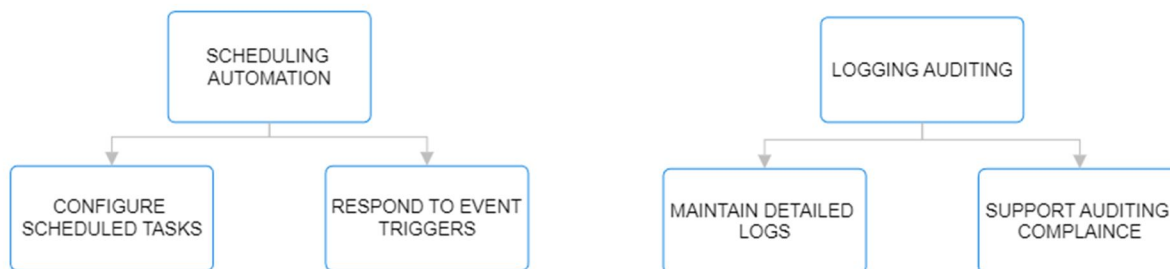 SCHEDULING
AUTOMATION
LOGGING AUDITING
CONFIGURE
SCHEDULED TASKS
RESPOND TO EVENT
TRIGGERS
MAINTAIN DETAILED
LOGS
SUPPORT AUDITING
COMPLAINCE